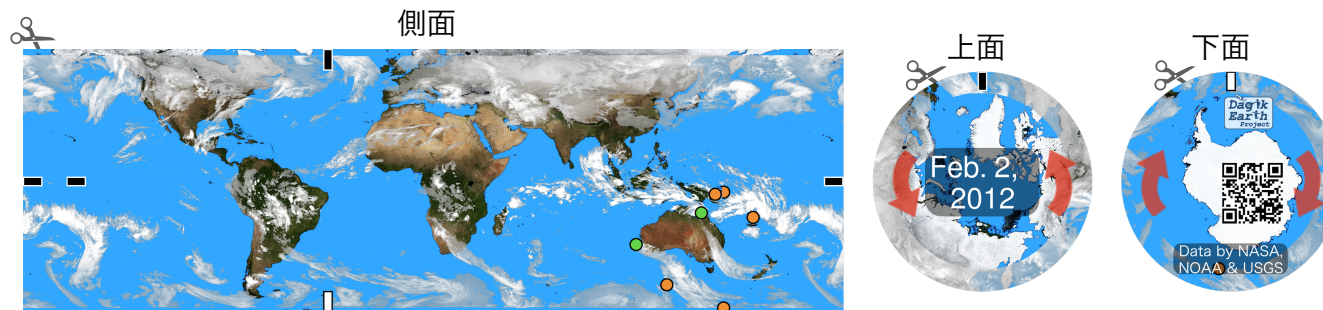 側面
上面
下面
Feb. 2,
2012
Dagik
Earth
Project
Data by NASA,
NOAA & USGS